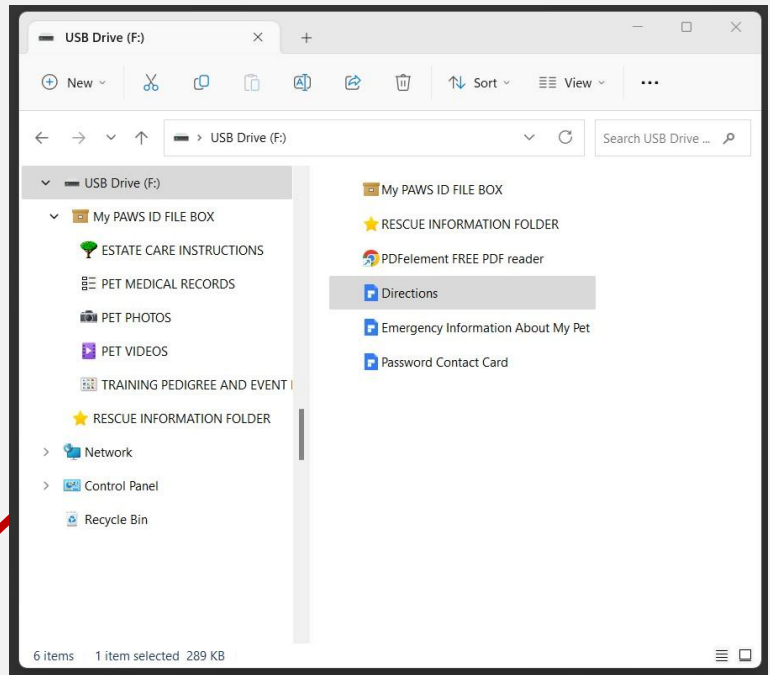 USB Drive (F:)
New
Sort
View
USB Drive (F:)
Search USB Drive ...
USB Drive (F:)
My PAWS ID FILE BOX
ESTATE CARE INSTRUCTIONS
PET MEDICAL RECORDS
PET PHOTOS
PET VIDEOS
TRAINING PEDIGREE AND EVENT
RESCUE INFORMATION FOLDER
Network
Control Panel
Recycle Bin
My PAWS ID FILE BOX
RESCUE INFORMATION FOLDER
PDFelement FREE PDF reader
Directions
Emergency Information About My Pet
Password Contact Card
6 items 1 item selected 289 KB